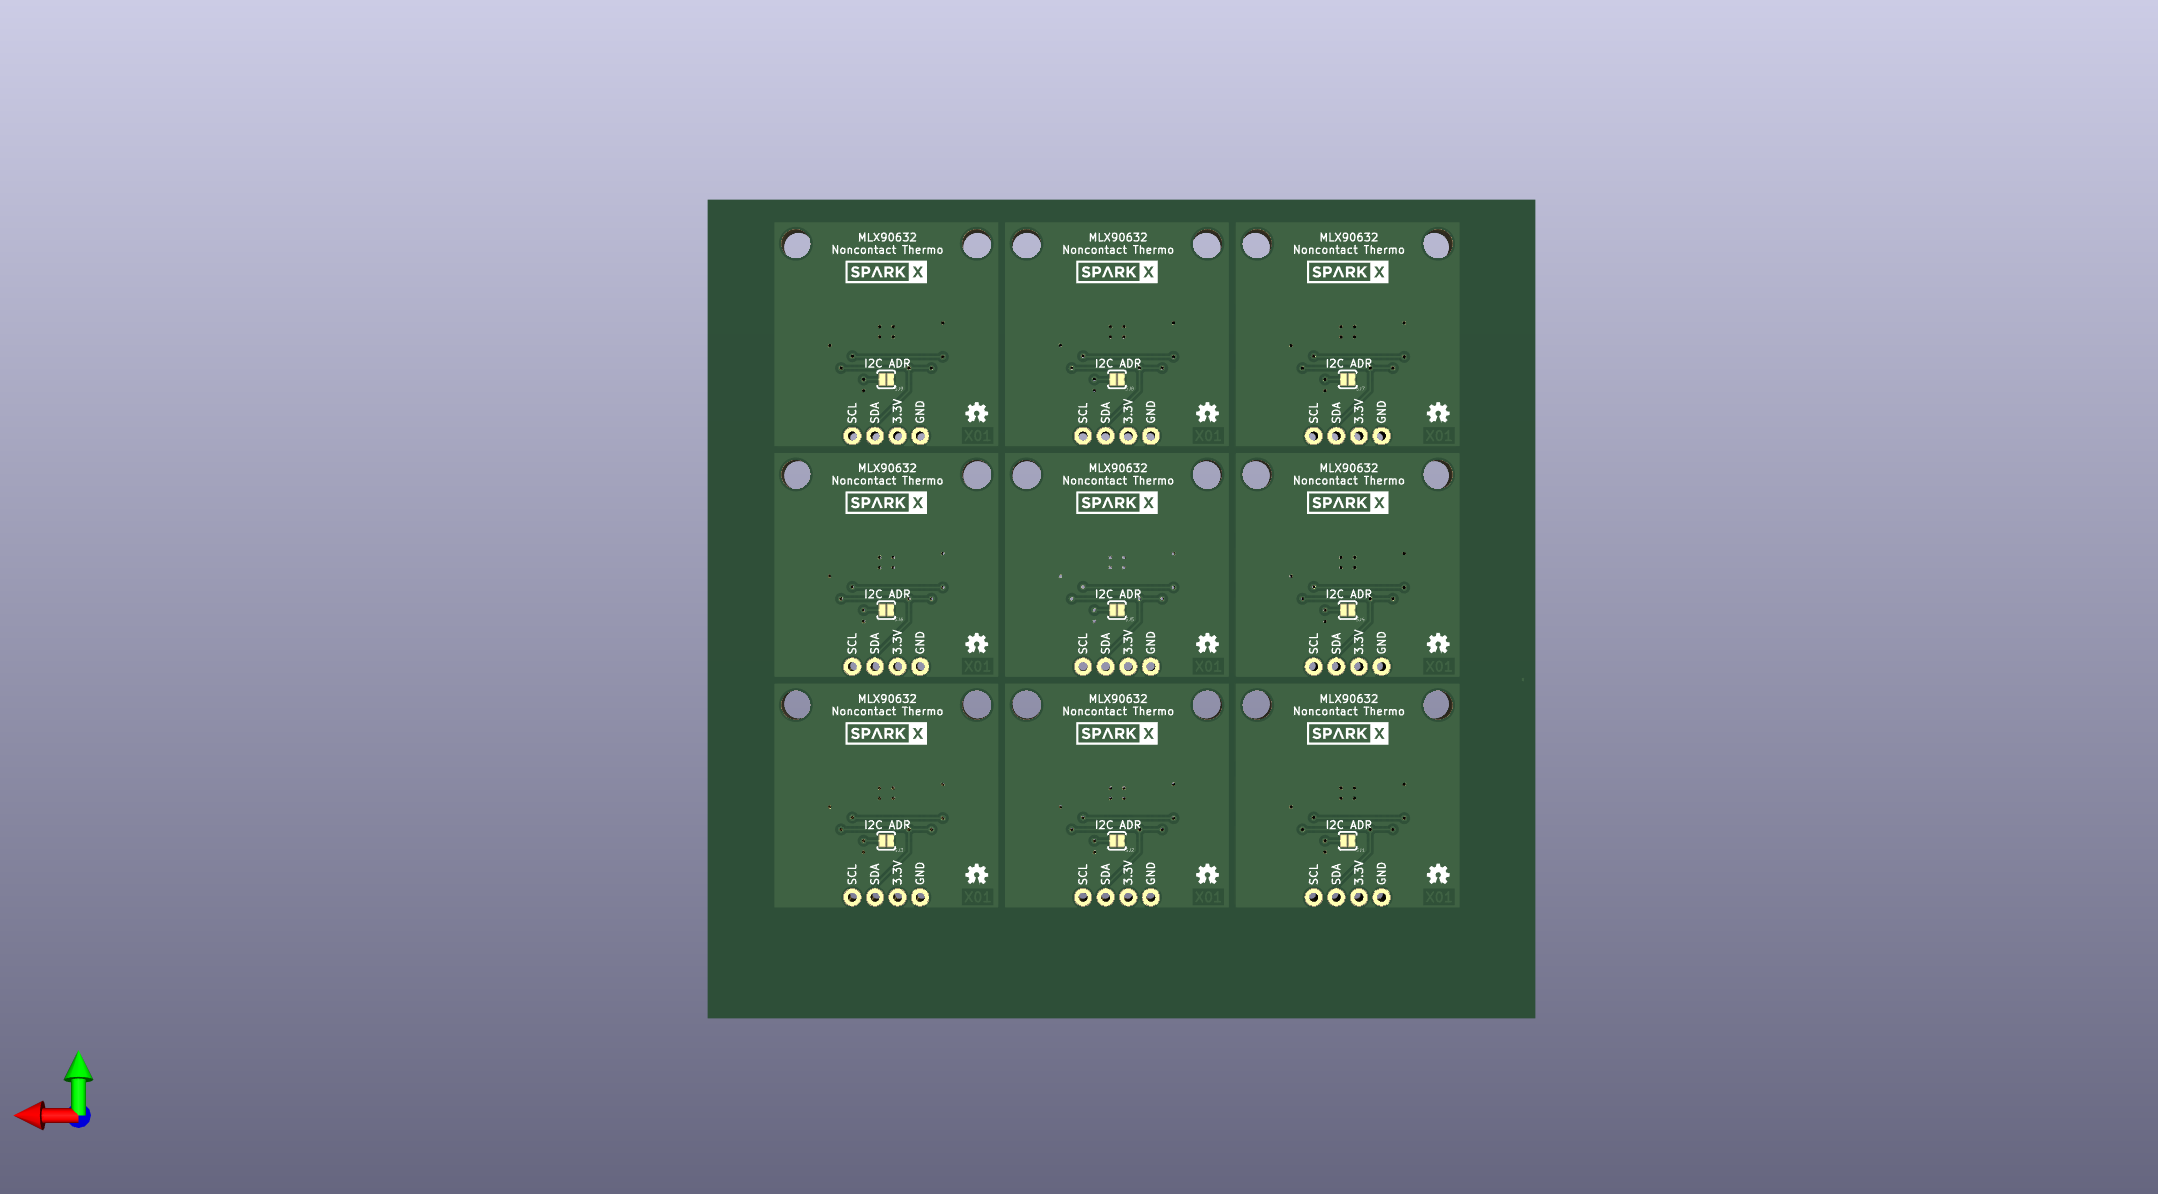 MLX90632
Noncontact Thermo
SPARK X
I2C ADR
SCL SDA 3.3V GND
X01
MLX90632
Noncontact Thermo
SPARK X
I2C ADR
SCL SDA 3.3V GND
X01
MLX90632
Noncontact Thermo
SPARK X
I2C ADR
SCL SDA 3.3V GND
X01
MLX90632
Noncontact Thermo
SPARK X
I2C ADR
SCL SDA 3.3V GND
X01
MLX90632
Noncontact Thermo
SPARK X
I2C ADR
SCL SDA 3.3V GND
X01
MLX90632
Noncontact Thermo
SPARK X
I2C ADR
SCL SDA 3.3V GND
X01
MLX90632
Noncontact Thermo
SPARK X
I2C ADR
SCL SDA 3.3V GND
X01
MLX90632
Noncontact Thermo
SPARK X
I2C ADR
SCL SDA 3.3V GND
X01
MLX90632
Noncontact Thermo
SPARK X
I2C ADR
SCL SDA 3.3V GND
X01